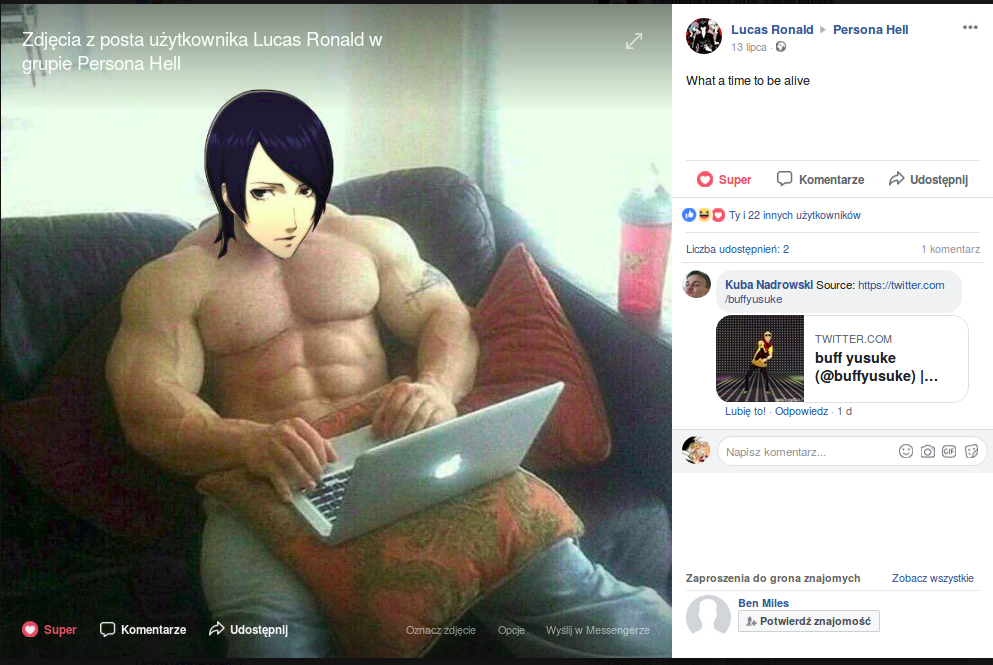 Zdjęcia z posta użytkownika Lucas Ronald w
grupie Persona Hell
Super Komentarze Udostępnij
Oznacz zdjęcie Opcje Wyślij w Messengerze
Lucas Ronald ▸ Persona Hell
13 lipca ·
What a time to be alive
Super Komentarze Udostępnij
Ty i 22 innych użytkowników
Liczba udostępnień: 2 1 komentarz
Kuba Nadrowski Source: https://twitter.com
/buffyusuke
TWITTER.COM
buff yusuke
(@buffyusuke) |...
Lubię to! · Odpowiedz · 1 d
Napisz komentarz...
GIF
Zaproszenia do grona znajomych Zobacz wszystkie
Ben Miles
Potwierdź znajomość